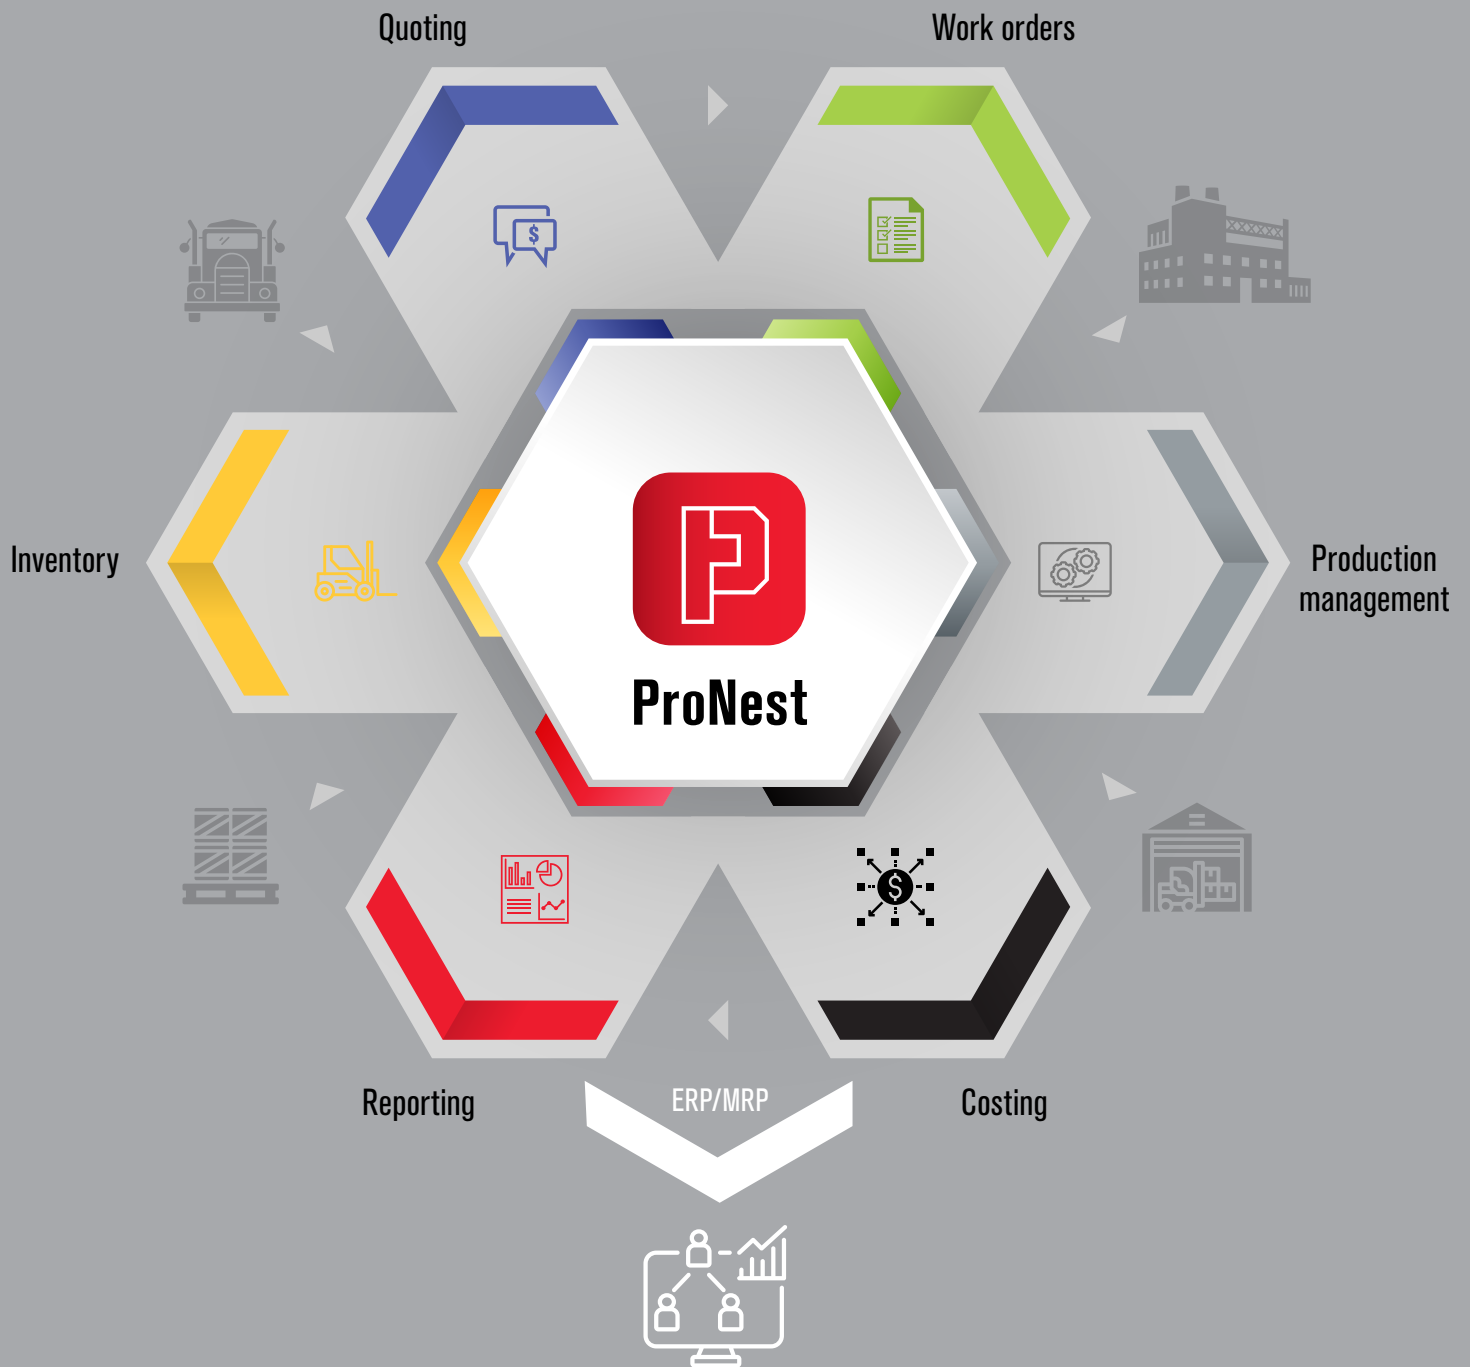 Quoting
Work orders
Inventory
Production
management
ProNest
Reporting
ERP/MRP
Costing